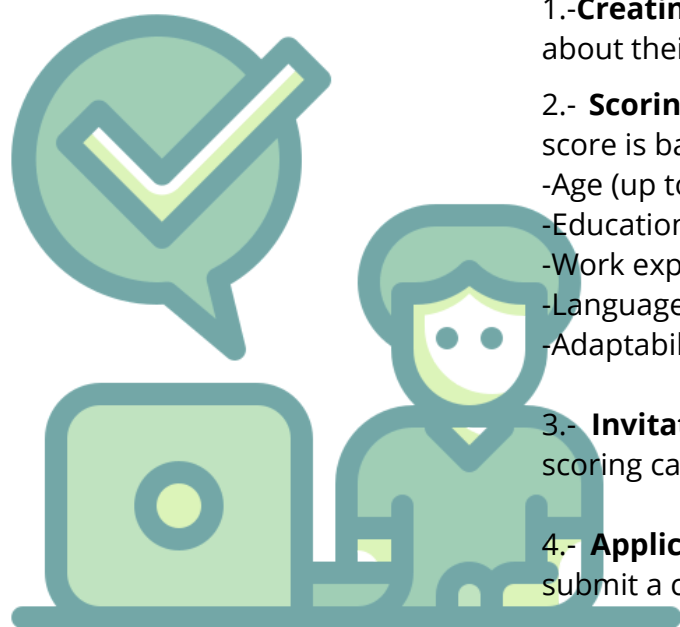 1.-Creatin
about thei
2.- Scorin
score is ba
-Age (up to
-Education
-Work exp
-Language
-Adaptabil
3.- Invitat
scoring ca
4.- Applic
submit a c